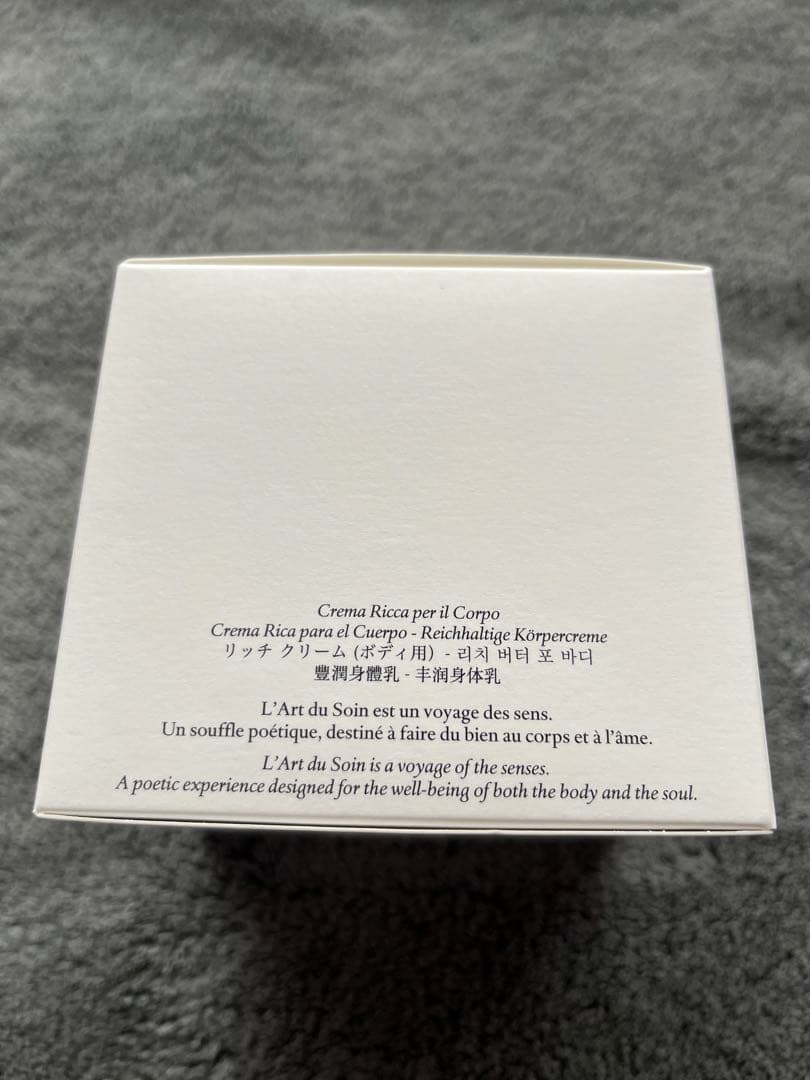 Crema Ricca per il Corpo
Crema Rica para el Cuerpo - Reichhaltige Körpercreme
リッチ クリーム (ボディ用) - 리치 버터 포 바디
豐潤身體乳 - 丰润身体乳
L'Art du Soin est un voyage des sens.
Un souffle poétique, destiné à faire du bien au corps et à l'âme.
L'Art du Soin is a voyage of the senses.
A poetic experience designed for the well-being of both the body and the soul.